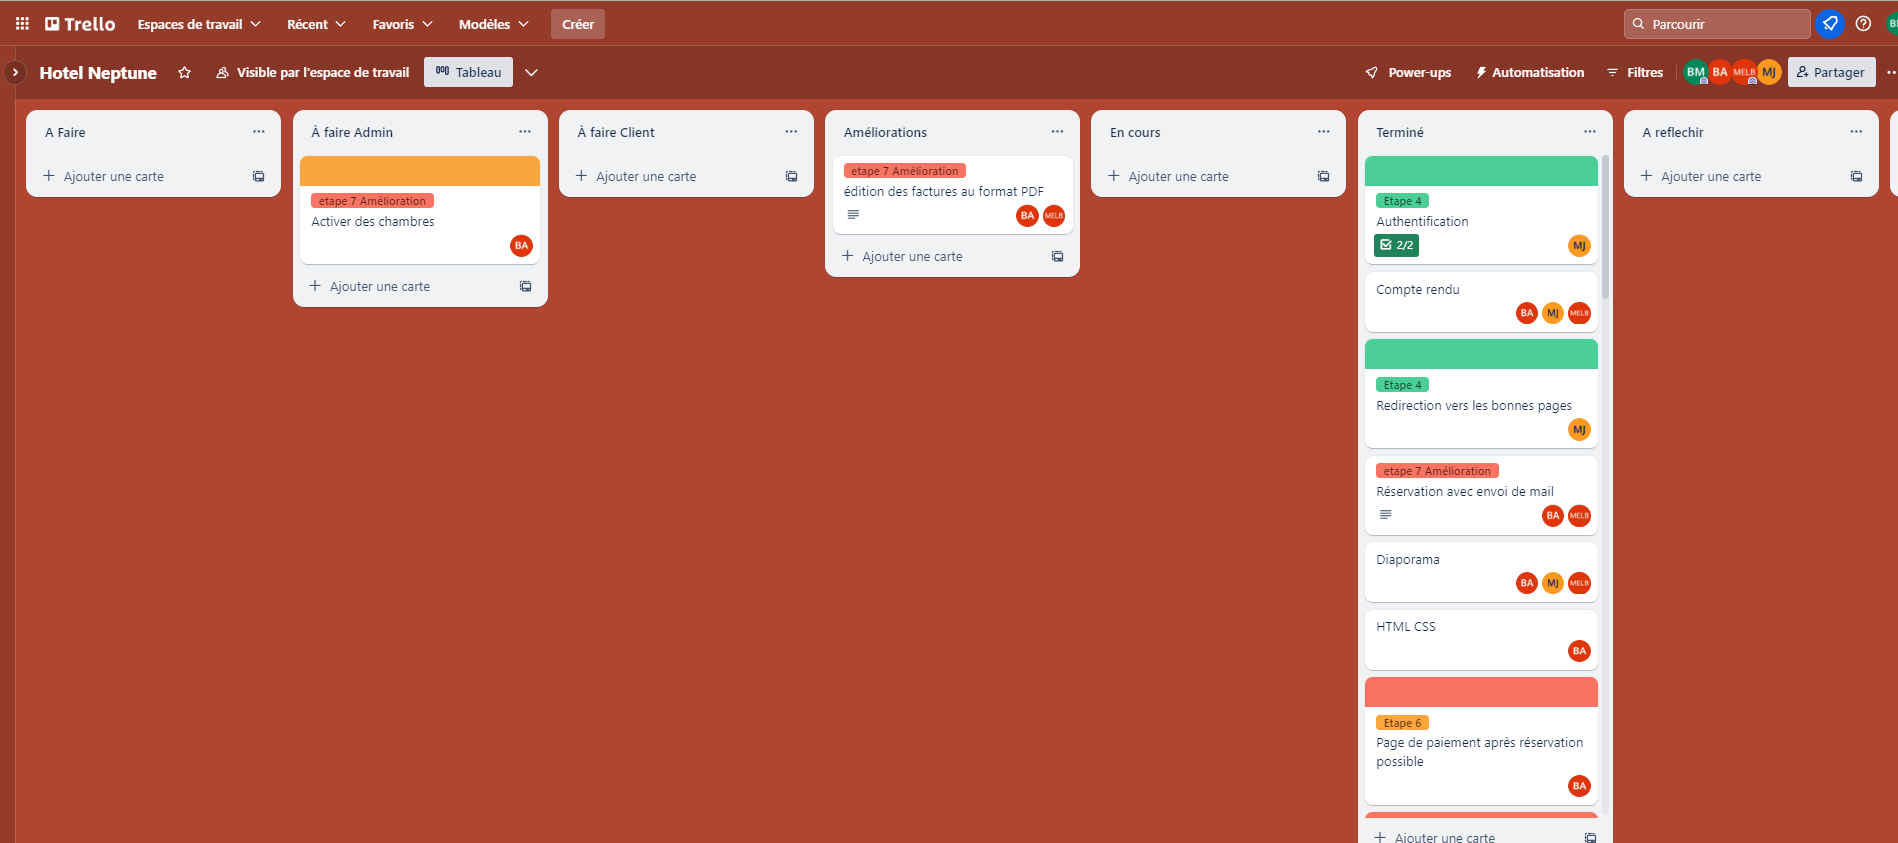 Trello Espaces de travail Récent Favoris Modèles Créer Parcourir
Hotel Neptune Visible par l'espace de travail Tableau Power-ups Automatisation Filtres BM BA MELB MJ Partager
A Faire
Ajouter une carte
À faire Admin
etape 7 Amélioration
Activer des chambres
BA
Ajouter une carte
À faire Client
Ajouter une carte
Améliorations
etape 7 Amélioration
édition des factures au format PDF
BA MELB
Ajouter une carte
En cours
Ajouter une carte
Terminé
Etape 4
Authentification
2/2 MJ
Compte rendu
BA MJ MELB
Etape 4
Redirection vers les bonnes pages
MJ
etape 7 Amélioration
Réservation avec envoi de mail
BA MELB
Diaporama
BA MJ MELB
HTML CSS
BA
Etape 6
Page de paiement après réservation
possible
BA
Ajouter une carte
A reflechir
Ajouter une carte